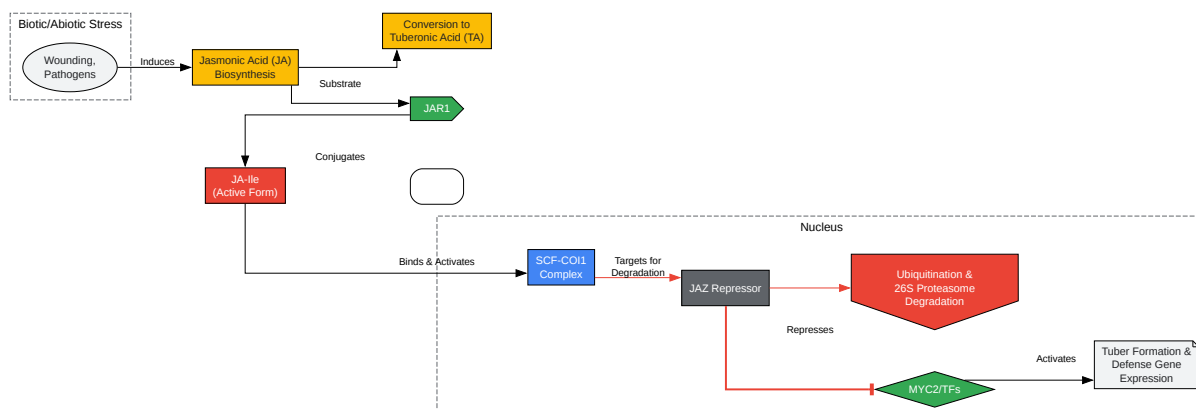 Biotic/Abiotic Stress
Wounding,
Pathogens
Induces
Jasmonic Acid (JA)
Biosynthesis
Conversion to
Tuberonic Acid (TA)
Substrate
JAR1
Conjugates
JA-Ile
(Active Form)
Nucleus
Binds & Activates
SCF-COI1
Complex
Targets for
Degradation
JAZ Repressor
Ubiquitination &
26S Proteasome
Degradation
Represses
MYC2/TFs
Activates
Tuber Formation &
Defense Gene
Expression